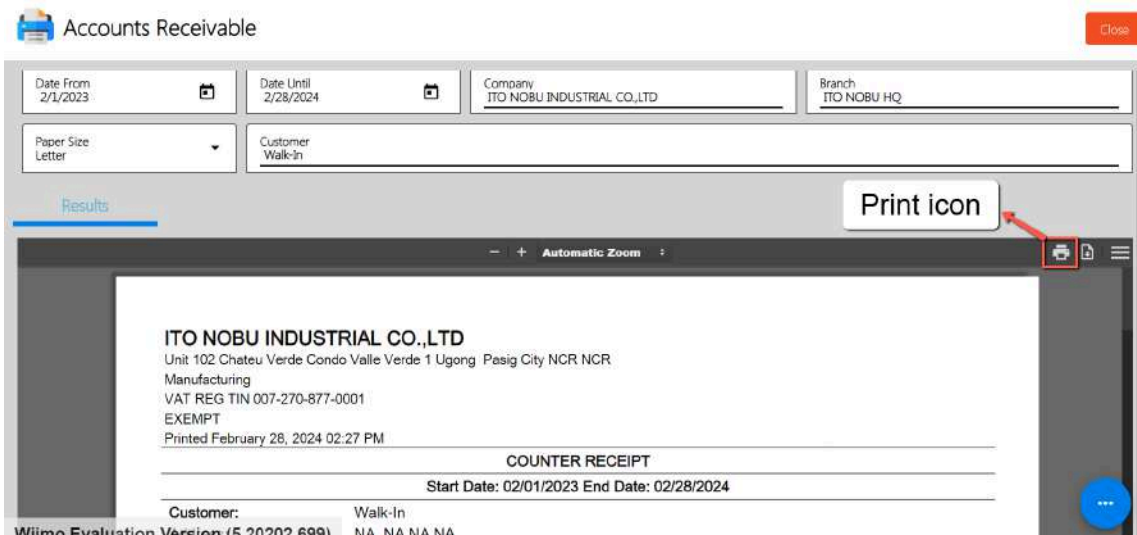 Accounts Receivable
Close
Date From
2/1/2023
Date Until
2/28/2024
Company
ITO NOBU INDUSTRIAL CO.,LTD
Branch
ITO NOBU HQ
Paper Size
Letter
Customer
Walk-In
Results
Print icon
Automatic Zoom
ITO NOBU INDUSTRIAL CO.,LTD
Unit 102 Chateu Verde Condo Valle Verde 1 Ugong Pasig City NCR NCR
Manufacturing
VAT REG TIN 007-270-877-0001
EXEMPT
Printed February 28, 2024 02:27 PM
COUNTER RECEIPT
Start Date: 02/01/2023 End Date: 02/28/2024
Customer: Walk-In
Wijmo Evaluation Version (5.20202.699) NA, NA NA NA